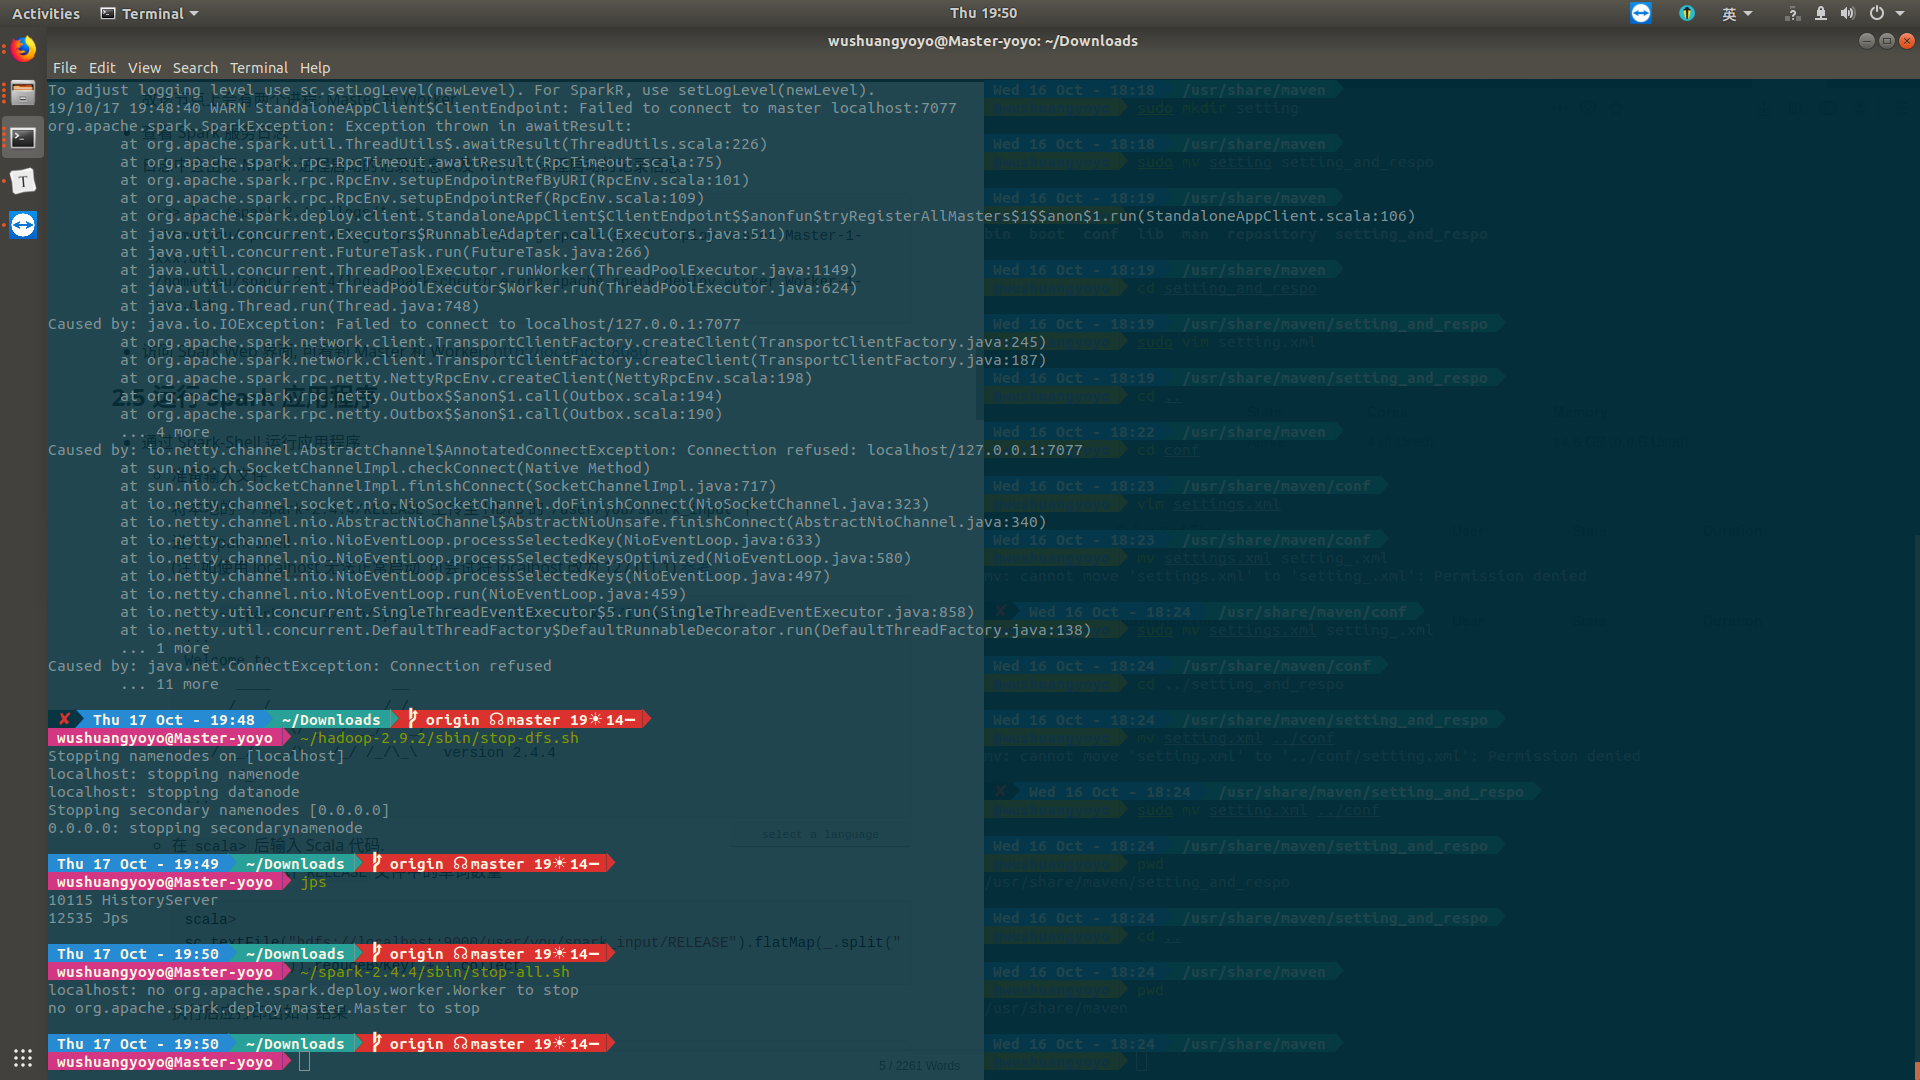 Activities
Terminal
Thu 19:50
英
wushuangyoyo@Master-yoyo: ~/Downloads
File Edit View Search Terminal Help
To adjust logging level use sc.setLogLevel(newLevel). For SparkR, use setLogLevel(newLevel).
19/10/17 19:48:40 WARN StandaloneAppClient$ClientEndpoint: Failed to connect to master localhost:7077
org.apache.spark.SparkException: Exception thrown in awaitResult:
at org.apache.spark.util.ThreadUtils$.awaitResult(ThreadUtils.scala:226)
at org.apache.spark.rpc.RpcTimeout.awaitResult(RpcTimeout.scala:75)
at org.apache.spark.rpc.RpcEnv.setupEndpointRefByURI(RpcEnv.scala:101)
at org.apache.spark.rpc.RpcEnv.setupEndpointRef(RpcEnv.scala:109)
at org.apache.spark.deploy.client.StandaloneAppClient$ClientEndpoint$$anonfun$tryRegisterAllMasters$1$$anon$1.run(StandaloneAppClient.scala:106)
at java.util.concurrent.Executors$RunnableAdapter.call(Executors.java:511)
at java.util.concurrent.FutureTask.run(FutureTask.java:266)
at java.util.concurrent.ThreadPoolExecutor.runWorker(ThreadPoolExecutor.java:1149)
at java.util.concurrent.ThreadPoolExecutor$Worker.run(ThreadPoolExecutor.java:624)
at java.lang.Thread.run(Thread.java:748)
Caused by: java.io.IOException: Failed to connect to localhost/127.0.0.1:7077
at org.apache.spark.network.client.TransportClientFactory.createClient(TransportClientFactory.java:245)
at org.apache.spark.network.client.TransportClientFactory.createClient(TransportClientFactory.java:187)
at org.apache.spark.rpc.netty.NettyRpcEnv.createClient(NettyRpcEnv.scala:198)
at org.apache.spark.rpc.netty.Outbox$$anon$1.call(Outbox.scala:194)
at org.apache.spark.rpc.netty.Outbox$$anon$1.call(Outbox.scala:190)
... 4 more
Caused by: io.netty.channel.AbstractChannel$AnnotatedConnectException: Connection refused: localhost/127.0.0.1:7077
at sun.nio.ch.SocketChannelImpl.checkConnect(Native Method)
at sun.nio.ch.SocketChannelImpl.finishConnect(SocketChannelImpl.java:717)
at io.netty.channel.socket.nio.NioSocketChannel.doFinishConnect(NioSocketChannel.java:323)
at io.netty.channel.nio.AbstractNioChannel$AbstractNioUnsafe.finishConnect(AbstractNioChannel.java:340)
at io.netty.channel.nio.NioEventLoop.processSelectedKey(NioEventLoop.java:633)
at io.netty.channel.nio.NioEventLoop.processSelectedKeysOptimized(NioEventLoop.java:580)
at io.netty.channel.nio.NioEventLoop.processSelectedKeys(NioEventLoop.java:497)
at io.netty.channel.nio.NioEventLoop.run(NioEventLoop.java:459)
at io.netty.util.concurrent.SingleThreadEventExecutor$5.run(SingleThreadEventExecutor.java:858)
at io.netty.util.concurrent.DefaultThreadFactory$DefaultRunnableDecorator.run(DefaultThreadFactory.java:138)
... 1 more
Caused by: java.net.ConnectException: Connection refused
... 11 more
✘ Thu 17 Oct - 19:48 ~/Downloads origin ☊master 19☀14—
wushuangyoyo@Master-yoyo ~/hadoop-2.9.2/sbin/stop-dfs.sh
Stopping namenodes on [localhost]
localhost: stopping namenode
localhost: stopping datanode
Stopping secondary namenodes [0.0.0.0]
0.0.0.0: stopping secondarynamenode
Thu 17 Oct - 19:49 ~/Downloads origin ☊master 19☀14—
wushuangyoyo@Master-yoyo jps
10115 HistoryServer
12535 Jps
Thu 17 Oct - 19:50 ~/Downloads origin ☊master 19☀14—
wushuangyoyo@Master-yoyo ~/spark-2.4.4/sbin/stop-all.sh
localhost: no org.apache.spark.deploy.worker.Worker to stop
no org.apache.spark.deploy.master.Master to stop
Thu 17 Oct - 19:50 ~/Downloads origin ☊master 19☀14—
wushuangyoyo@Master-yoyo
2.5 运行 Spark 应用程序
version 2.4.4
select a language
在 scala> 后输入 Scala 代码.
scala>
5 / 2261 Words
Wed 16 Oct - 18:18 /usr/share/maven
sudo mkdir setting
Wed 16 Oct - 18:18 /usr/share/maven
sudo mv setting setting_and_respo
Wed 16 Oct - 18:19 /usr/share/maven
bin boot conf lib man repository setting_and_respo
Wed 16 Oct - 18:19 /usr/share/maven
cd setting_and_respo
Wed 16 Oct - 18:19 /usr/share/maven/setting_and_respo
sudo vim setting.xml
Wed 16 Oct - 18:19 /usr/share/maven/setting_and_respo
cd ..
Wed 16 Oct - 18:22 /usr/share/maven
cd conf
Wed 16 Oct - 18:23 /usr/share/maven/conf
vim settings.xml
Wed 16 Oct - 18:23 /usr/share/maven/conf
mv settings.xml setting_.xml
mv: cannot move 'settings.xml' to 'setting_.xml': Permission denied
✘ Wed 16 Oct - 18:24 /usr/share/maven/conf
sudo mv settings.xml setting_.xml
Wed 16 Oct - 18:24 /usr/share/maven/conf
cd ../setting_and_respo
Wed 16 Oct - 18:24 /usr/share/maven/setting_and_respo
mv setting.xml ../conf
mv: cannot move 'setting.xml' to '../conf/setting.xml': Permission denied
✘ Wed 16 Oct - 18:24 /usr/share/maven/setting_and_respo
sudo mv setting.xml ../conf
Wed 16 Oct - 18:24 /usr/share/maven/setting_and_respo
pwd
/usr/share/maven/setting_and_respo
Wed 16 Oct - 18:24 /usr/share/maven/setting_and_respo
cd ..
Wed 16 Oct - 18:24 /usr/share/maven
pwd
/usr/share/maven
Wed 16 Oct - 18:24 /usr/share/maven